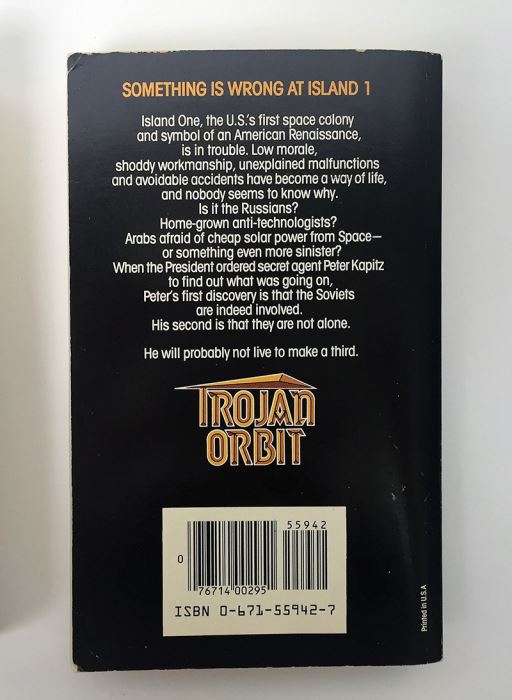 SOMETHING IS WRONG AT ISLAND 1
Island One, the U.S.'s first space colony
and symbol of an American Renaissance,
is in trouble. Low morale,
shoddy workmanship, unexplained malfunctions
and avoidable accidents have become a way of life,
and nobody seems to know why.
Is it the Russians?
Home-grown anti-technologists?
Arabs afraid of cheap solar power from Space—
or something even more sinister?
When the President ordered secret agent Peter Kapitz
to find out what was going on,
Peter's first discovery is that the Soviets
are indeed involved.
His second is that they are not alone.
He will probably not live to make a third.
TROJAN
ORBIT
55942
0
76714 00295
ISBN 0-671-55942-7
Printed in U.S.A